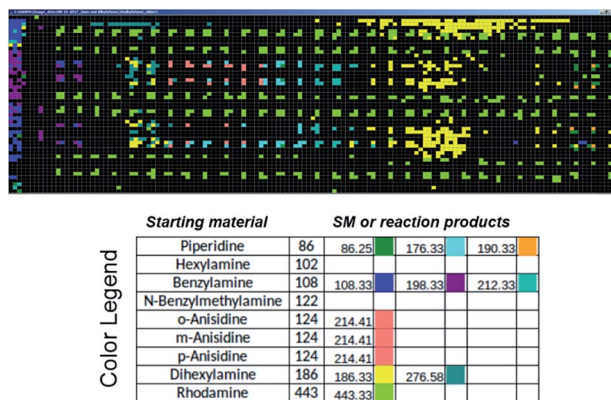 Starting material SM or reaction products
Color Legend
Piperidine 86 86.25 176.33 190.33
Hexylamine 102
Benzylamine 108 108.33 198.33 212.33
N-Benzylmethylamine 122
o-Anisidine 124 214.41
m-Anisidine 124 214.41
p-Anisidine 124 214.41
Dihexylamine 186 186.33 276.58
Rhodamine 443 443.33